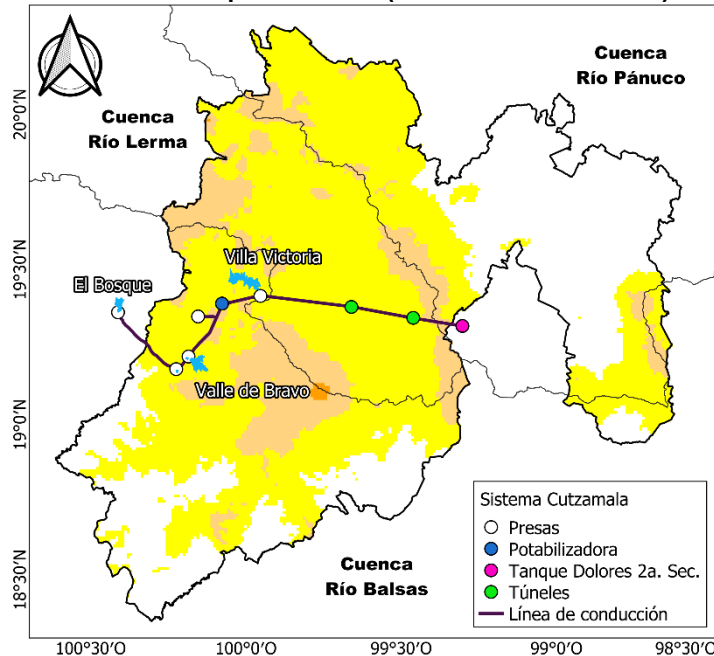 Cuenca
Río Pánuco
Cuenca
Río Lerma
20°0'N
19°30'N
19°0'N
18°30'N
Villa Victoria
El Bosque
Valle de Bravo
Cuenca
Río Balsas
Sistema Cutzamala
Presas
Potabilizadora
Tanque Dolores 2a. Sec.
Túneles
Línea de conducción
100°30'O
100°0'O
99°30'O
99°0'O
98°30'O